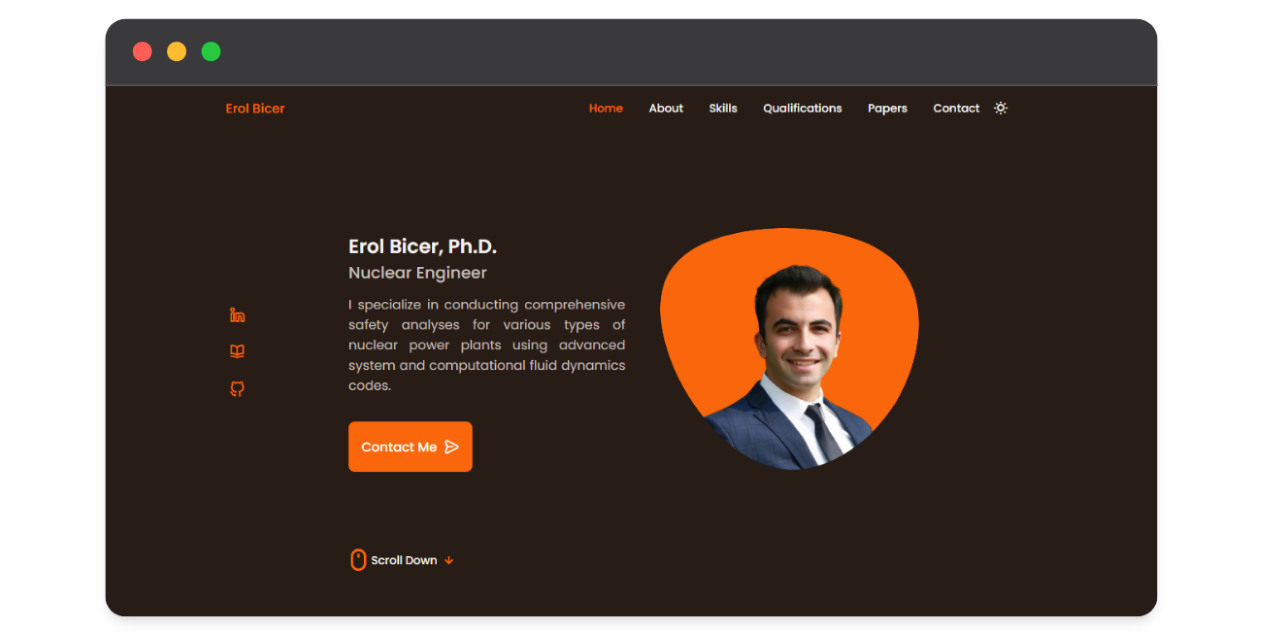 Erol Bicer
Home About Skills Qualifications Papers Contact
Erol Bicer, Ph.D.
Nuclear Engineer
I specialize in conducting comprehensive
safety analyses for various types of
nuclear power plants using advanced
system and computational fluid dynamics
codes.
Contact Me
Scroll Down